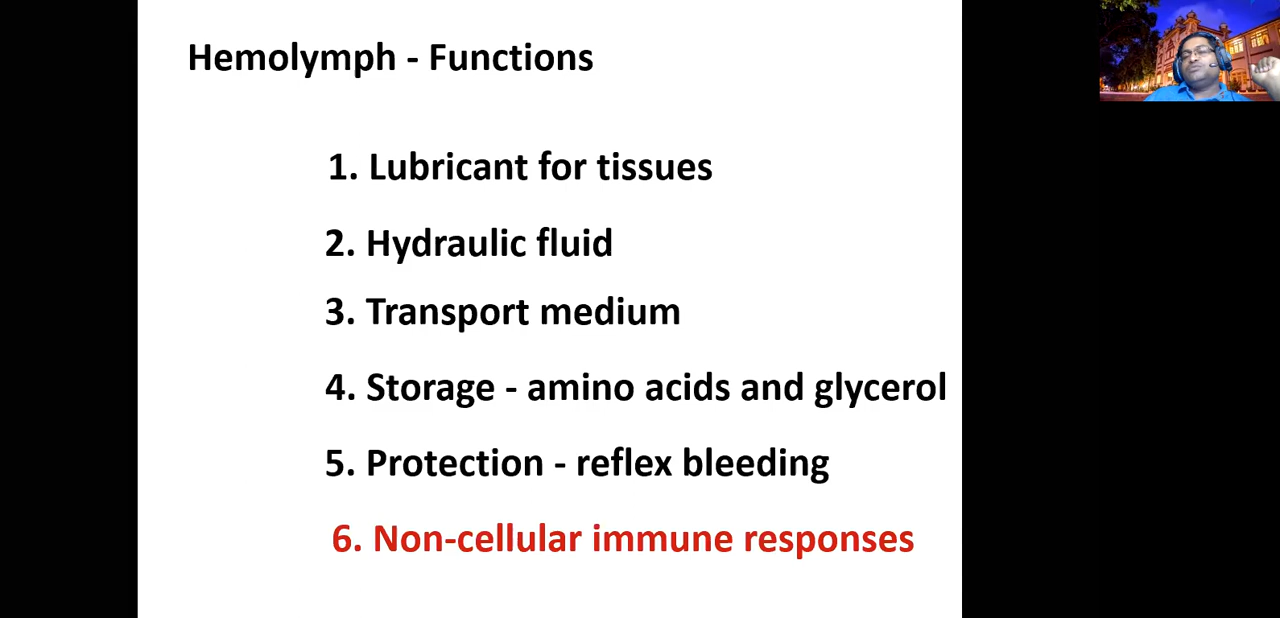 Hemolymph - Functions
1. Lubricant for tissues
2. Hydraulic fluid
3. Transport medium
4. Storage - amino acids and glycerol
5. Protection - reflex bleeding
6. Non-cellular immune responses